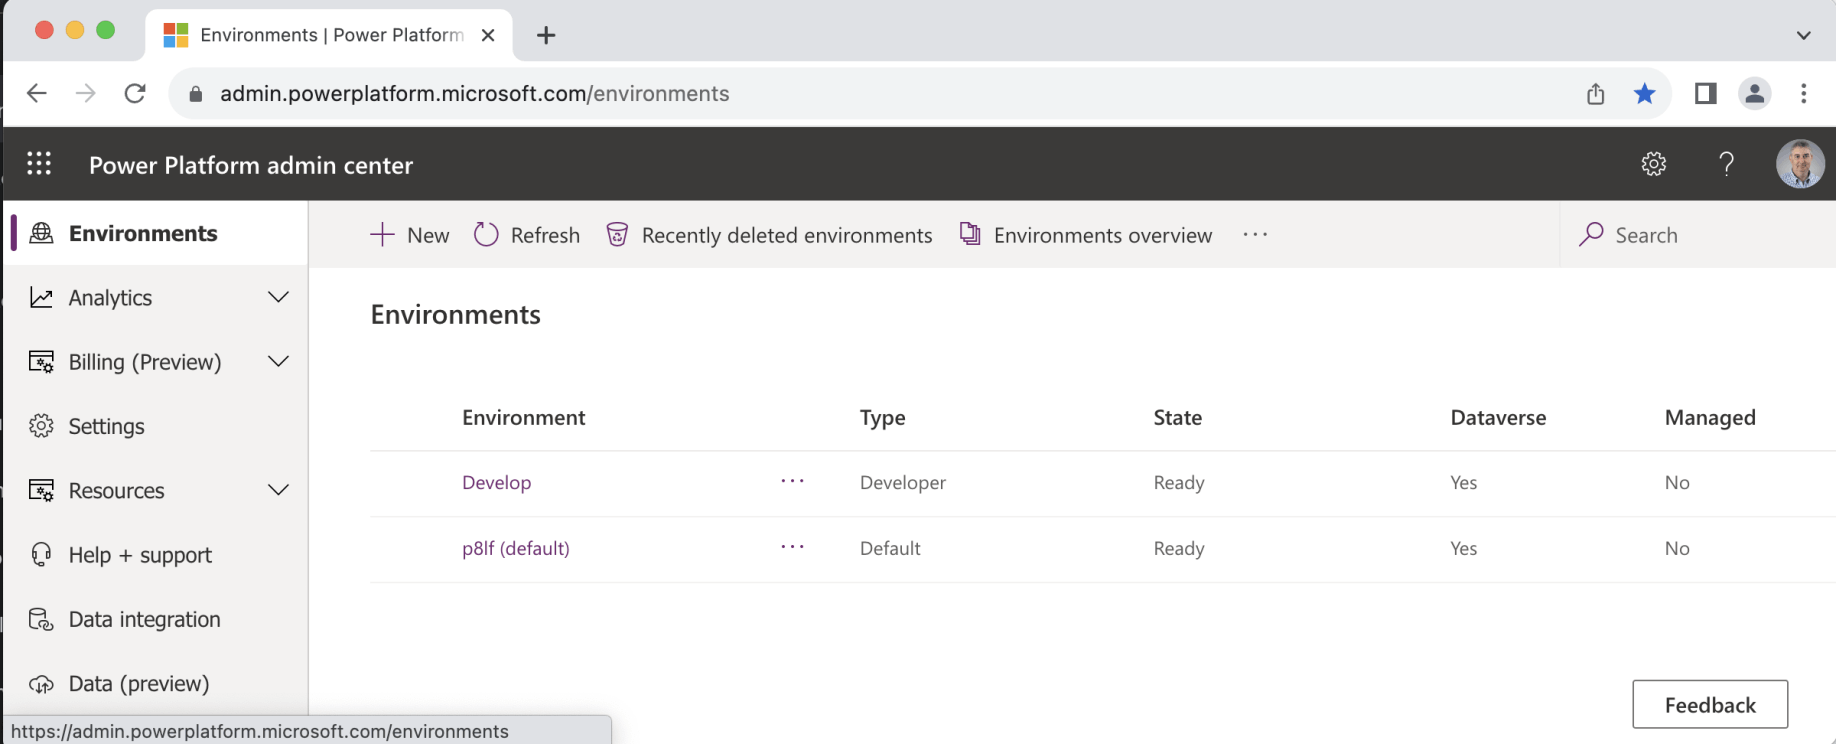 Environments | Power Platform
admin.powerplatform.microsoft.com/environments
Power Platform admin center
Environments
Analytics
Billing (Preview)
Settings
Resources
Help + support
Data integration
Data (preview)
New Refresh Recently deleted environments Environments overview ··· Search
Environments
Environment Type State Dataverse Managed
Develop ··· Developer Ready Yes No
p8lf (default) ··· Default Ready Yes No
Feedback
https://admin.powerplatform.microsoft.com/environments